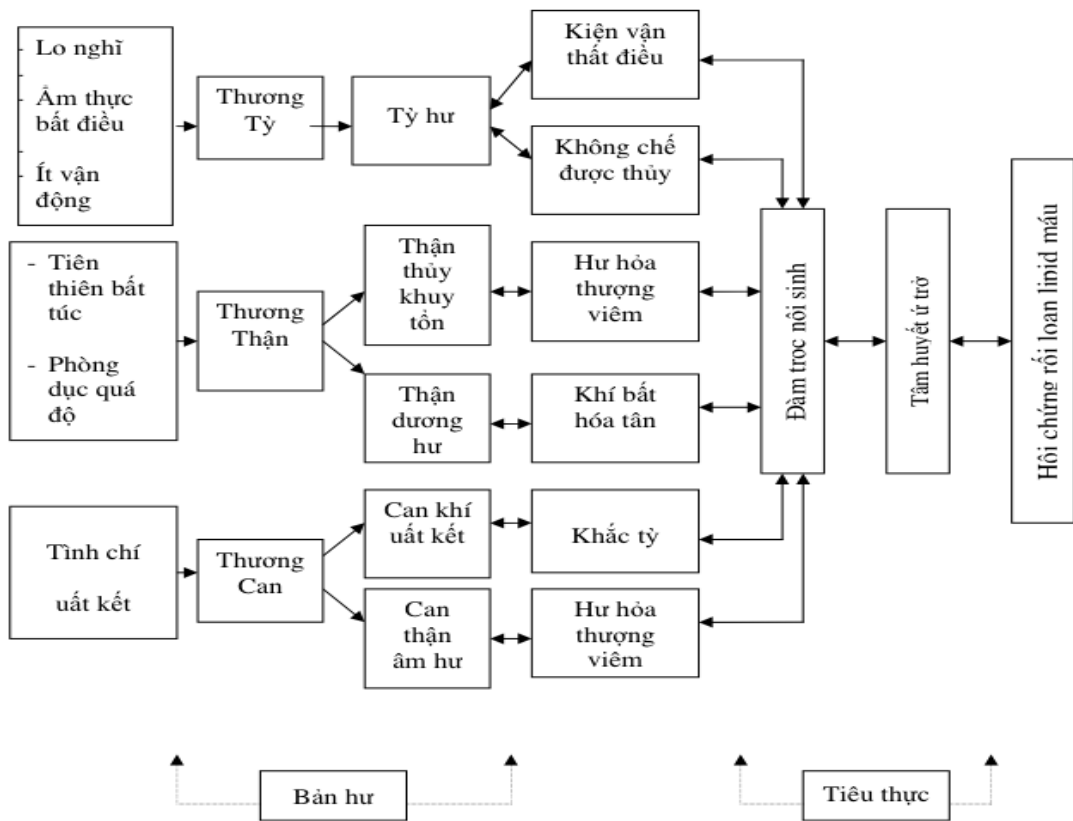 - Lo nghĩ
- Ẩm thực
bất điều
- Ít vận
động
Thương
Tỳ
Tỳ hư
Kiện vận
thất điều
Không chế
được thủy
- Tiên
thiên bất
túc
- Phòng
dục quá
độ
Thương
Thận
Thận
thủy
khuy
tổn
Hư hỏa
thượng
viêm
Thận
dương
hư
Khí bất
hóa tân
Tình chí
uất kết
Thương
Can
Can khí
uất kết
Khắc tỳ
Can
thận
âm hư
Hư hỏa
thượng
viêm
Đàm trọc nội sinh
Tâm huyết ứ trở
Hội chứng rối loạn lipid máu
Bản hư
Tiêu thực